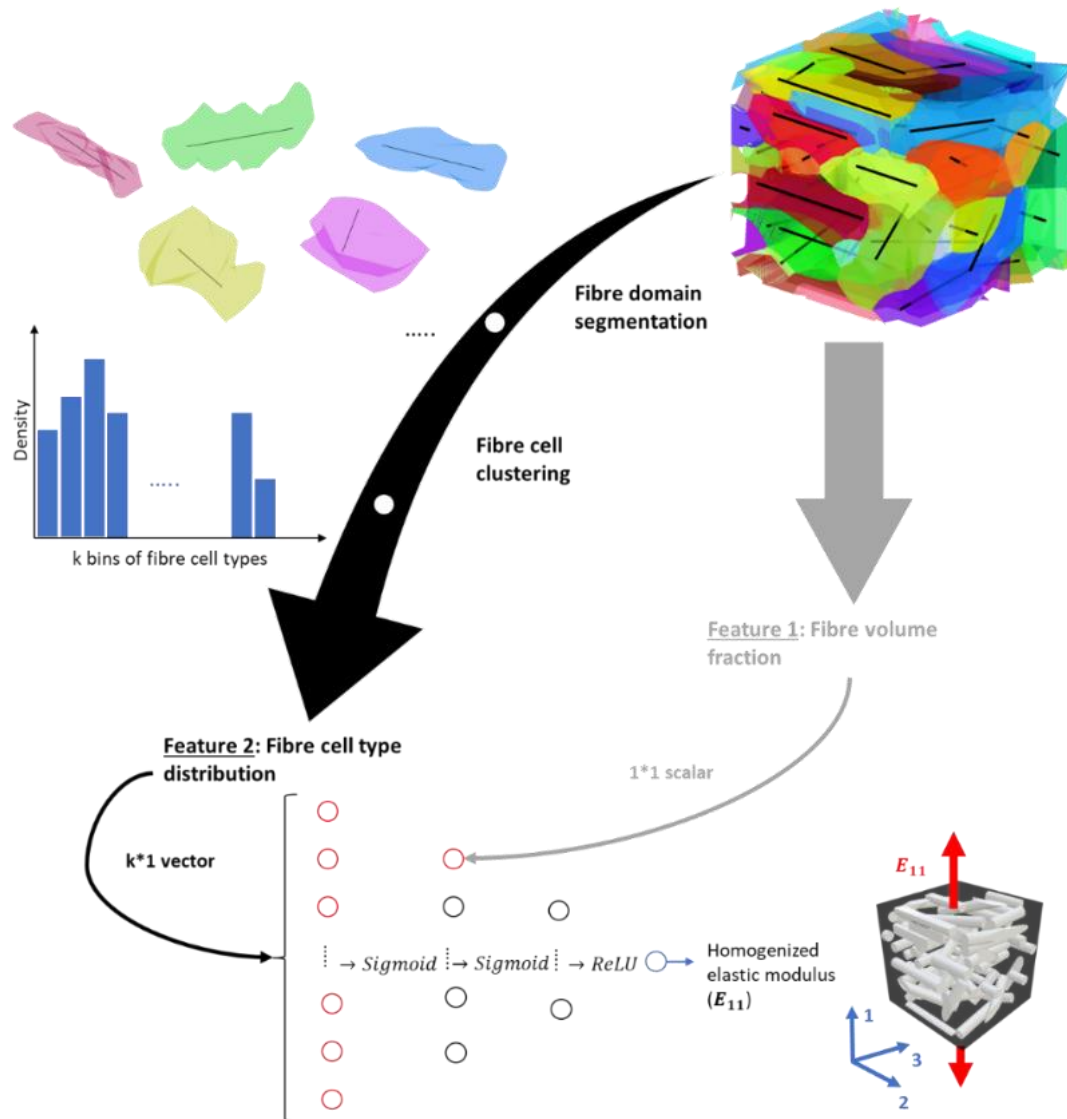 Fibre domain
segmentation
.....
Density
.....
k bins of fibre cell types
Fibre cell
clustering
Feature 1: Fibre volume
fraction
Feature 2: Fibre cell type
distribution
1*1 scalar
k*1 vector
→ Sigmoid → Sigmoid → ReLU
Homogenized
elastic modulus
(E₁₁)
E₁₁
1
3
2